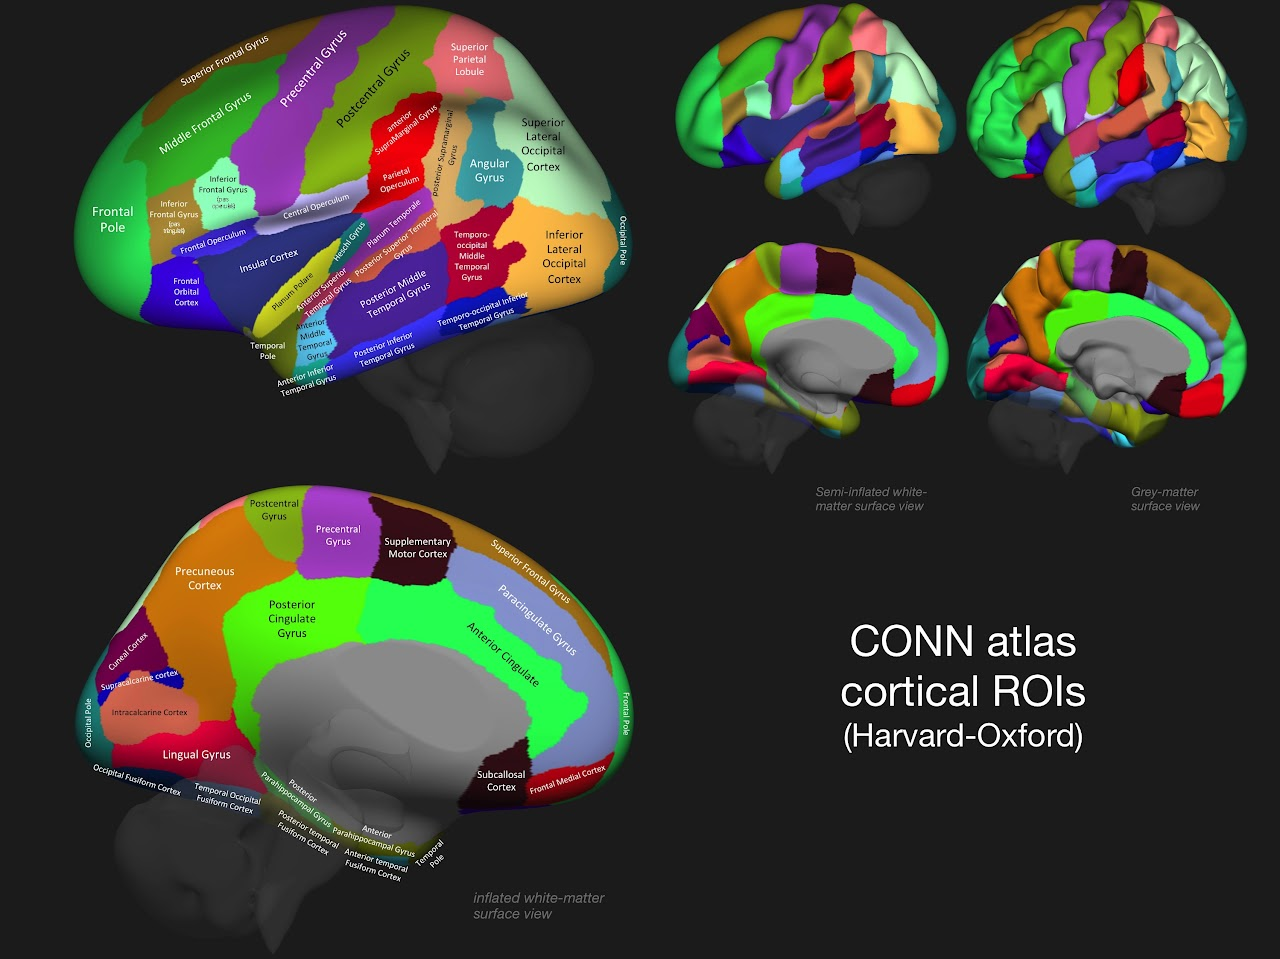 Superior Frontal Gyrus
Middle Frontal Gyrus
Precentral Gyrus
Postcentral Gyrus
Superior
Parietal
Lobule
anterior
SupraMarginal Gyrus
Posterior Supramarginal
Gyrus
Angular
Gyrus
Superior
Lateral
Occipital
Cortex
Parietal
Operculum
Frontal
Pole
Inferior
Frontal Gyrus
Inferior
Frontal Gyrus
Central Operculum
Frontal Operculum
Insular Cortex
Heschl Gyrus
Planum Temporale
Posterior Superior Temporal
Gyrus
Temporo-
occipital
Middle
Temporal
Gyrus
Inferior
Lateral
Occipital
Cortex
Occipital Pole
Frontal
Orbital
Cortex
Planum Polare
Anterior Superior
Temporal Gyrus
Posterior Middle
Temporal Gyrus
Anterior
Middle
Temporal
Gyrus
Temporo-occipital Inferior
Temporal Gyrus
Posterior Inferior
Temporal Gyrus
Temporal
Pole
Anterior Inferior
Temporal Gyrus
Semi-inflated white-
matter surface view
Grey-matter
surface view
Postcentral
Gyrus
Precentral
Gyrus
Supplementary
Motor Cortex
Superior Frontal Gyrus
Precuneous
Cortex
Posterior
Cingulate
Gyrus
Paracingulate Gyrus
Anterior Cingulate
Cuneal Cortex
Supracalcarine cortex
Intracalcarine Cortex
Occipital Pole
Lingual Gyrus
Frontal Pole
Subcallosal
Cortex
Frontal Medial Cortex
Occipital Fusiform Cortex
Temporal Occipital
Fusiform Cortex
Posterior
Parahippocampal Gyrus
Posterior temporal
Fusiform Cortex
Anterior
Parahippocampal Gyrus
Anterior temporal
Fusiform Cortex
Temporal
Pole
inflated white-matter
surface view
CONN atlas
cortical ROIs
(Harvard-Oxford)